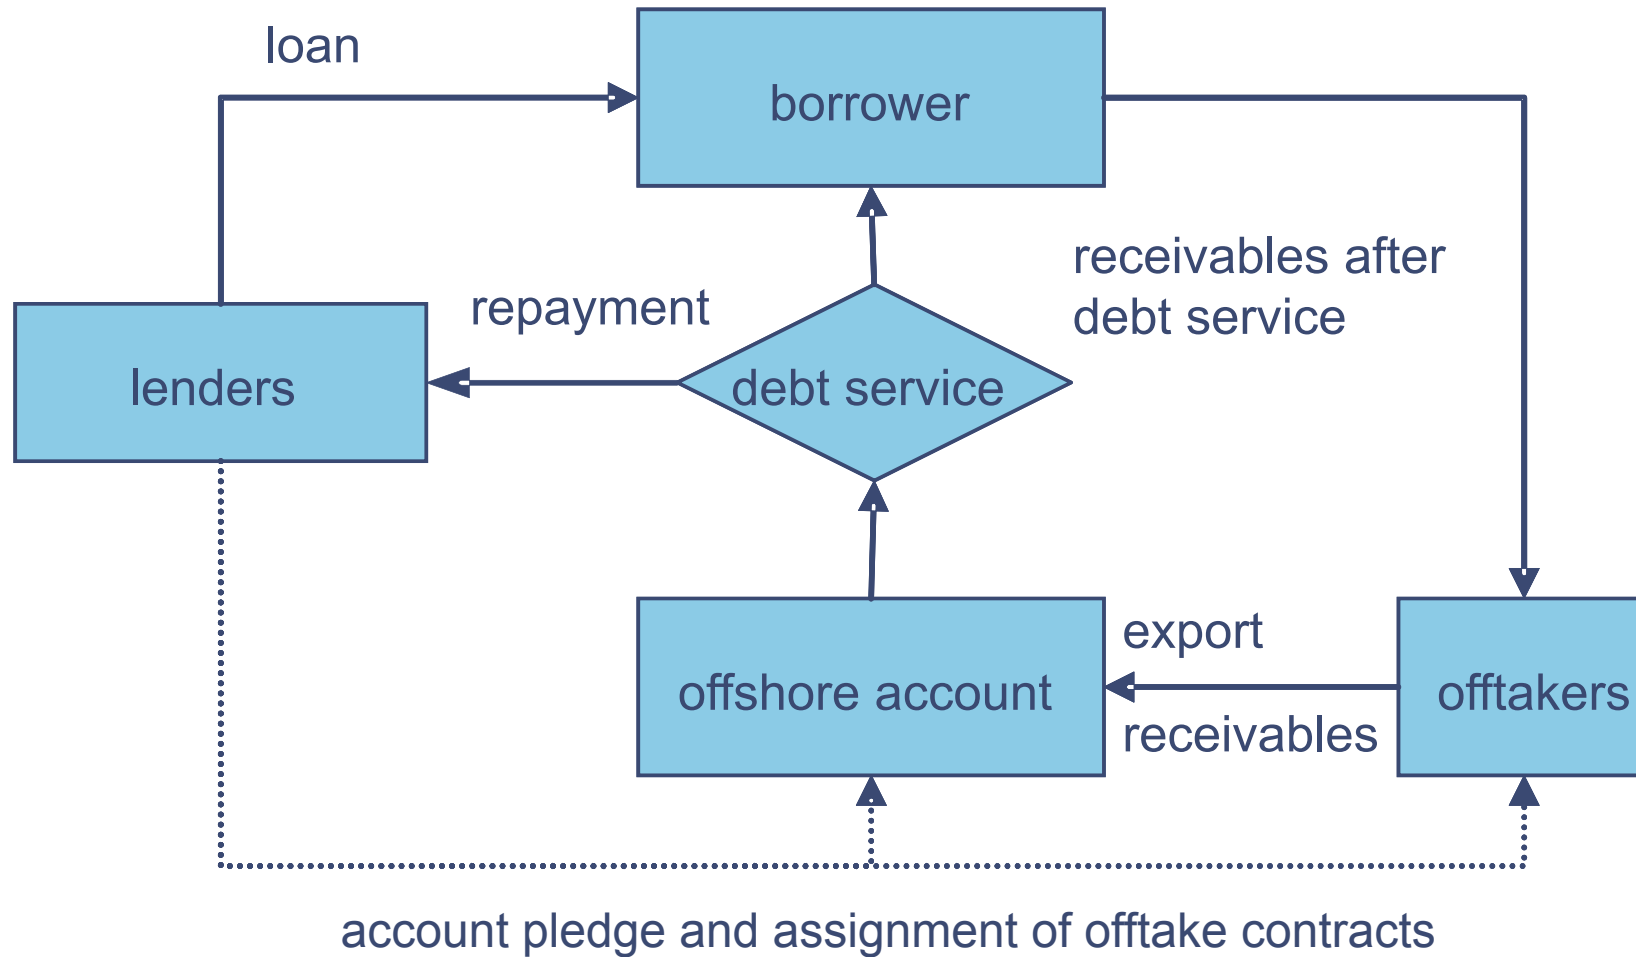 loan
borrower
receivables after
debt service
repayment
lenders
debt service
export
offshore account
offtakers
receivables
account pledge and assignment of offtake contracts